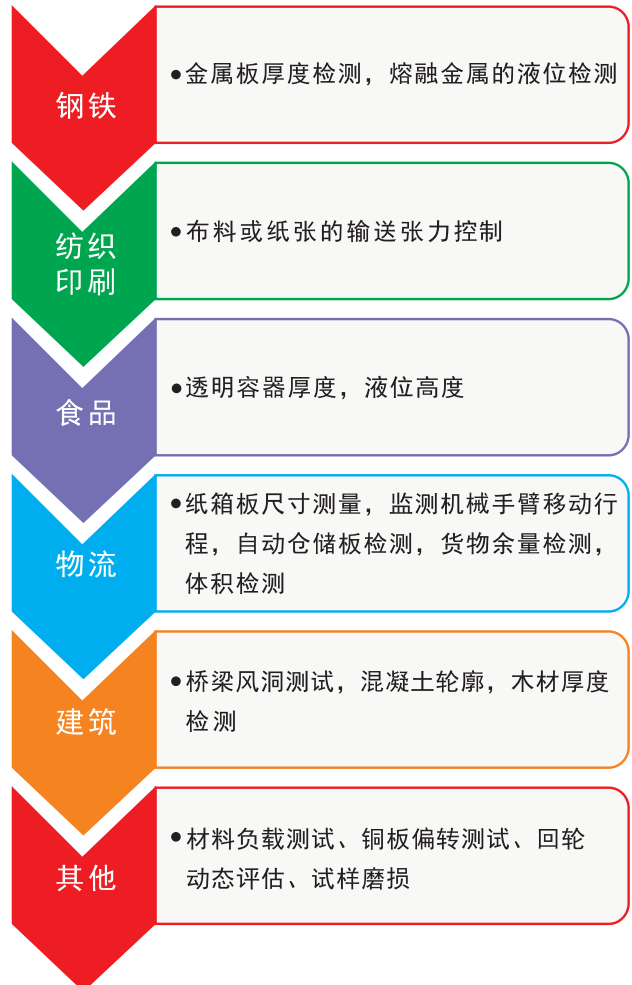 钢铁
●金属板厚度检测，熔融金属的液位检测
纺织
印刷
●布料或纸张的输送张力控制
食品
●透明容器厚度，液位高度
物流
●纸箱板尺寸测量，监测机械手臂移动行
程，自动仓储板检测，货物余量检测，
体积检测
建筑
●桥梁风洞测试，混凝土轮廓，木材厚度
检测
其他
●材料负载测试、铜板偏转测试、回轮
动态评估、试样磨损